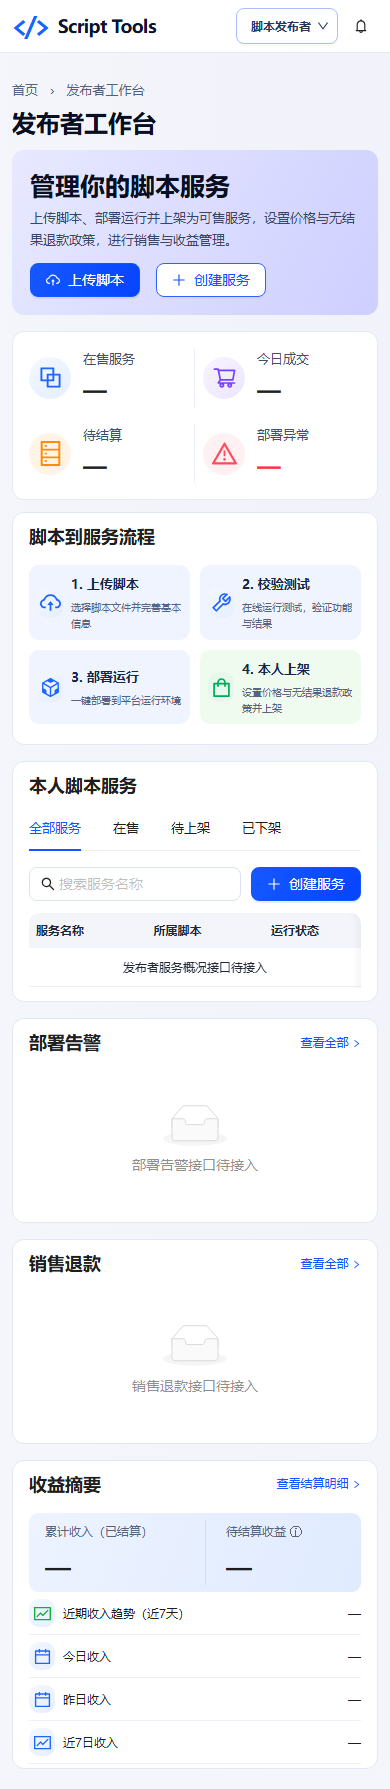 Script Tools
脚本发布者
首页 › 发布者工作台
发布者工作台
管理你的脚本服务
上传脚本、部署运行并上架为可售服务，设置价格与无结
果退款政策，进行销售与收益管理。
上传脚本
创建服务
在售服务
—
今日成交
—
待结算
—
部署异常
—
脚本到服务流程
1. 上传脚本
选择脚本文件并完善基本
信息
2. 校验测试
在线运行测试，验证功能
与结果
3. 部署运行
一键部署到平台运行环境
4. 本人上架
设置价格与无结果退款政
策并上架
本人脚本服务
全部服务 在售 待上架 已下架
搜索服务名称
创建服务
服务名称 所属脚本 运行状态
发布者服务概况接口待接入
部署告警
查看全部 >
部署告警接口待接入
销售退款
查看全部 >
销售退款接口待接入
收益摘要
查看结算明细 >
累计收入（已结算）
—
待结算收益
—
近期收入趋势（近7天） —
今日收入 —
昨日收入 —
近7日收入 —